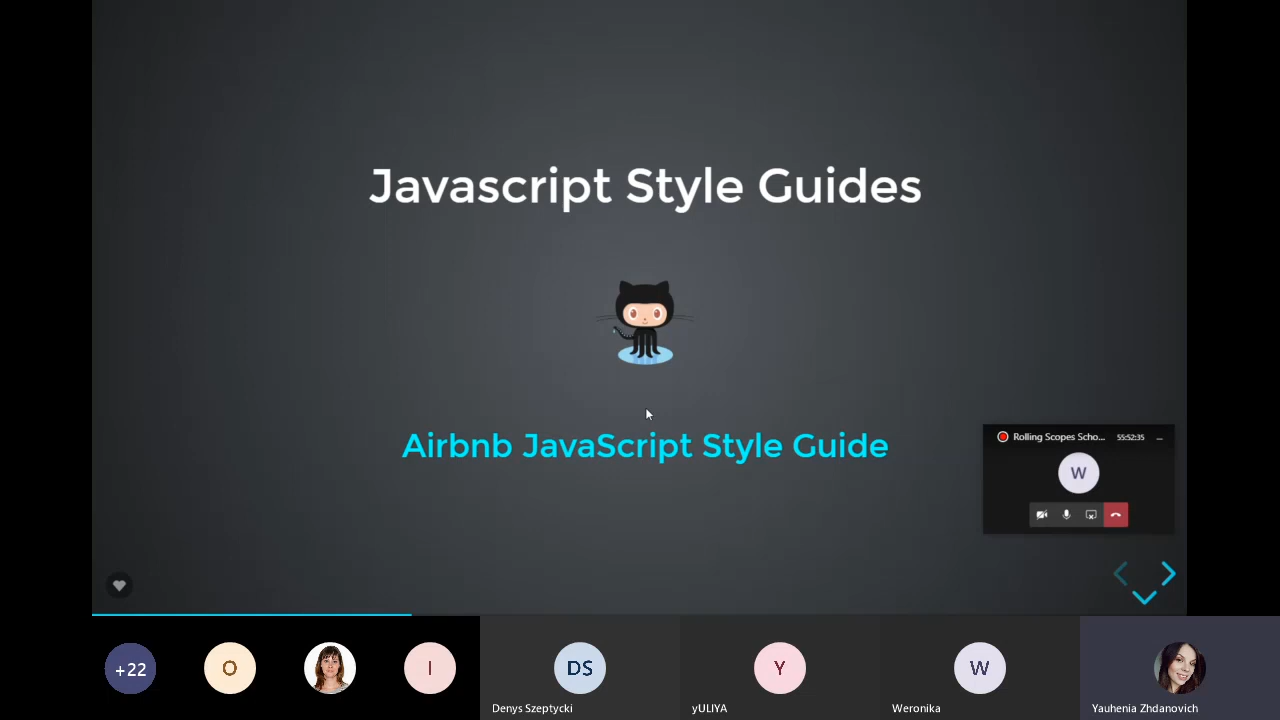 Javascript Style Guides
Airbnb JavaScript Style Guide
Rolling Scopes Scho... 55:52:35
W
+22
O
I
DS
Y
W
Denys Szeptycki
yULIYA
Weronika
Yauhenia Zhdanovich